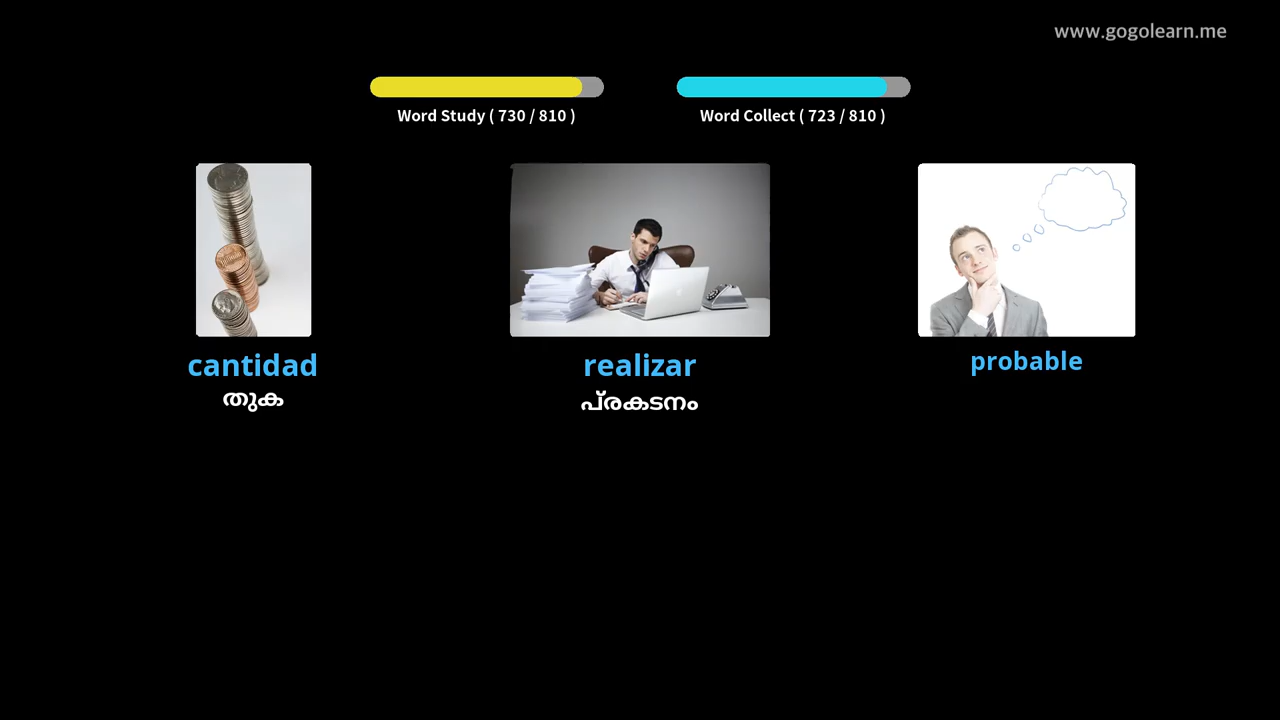 www.gogolearn.me
Word Study ( 730 / 810 )
Word Collect ( 723 / 810 )
cantidad
realizar
probable
തുക
പ്രകടനം